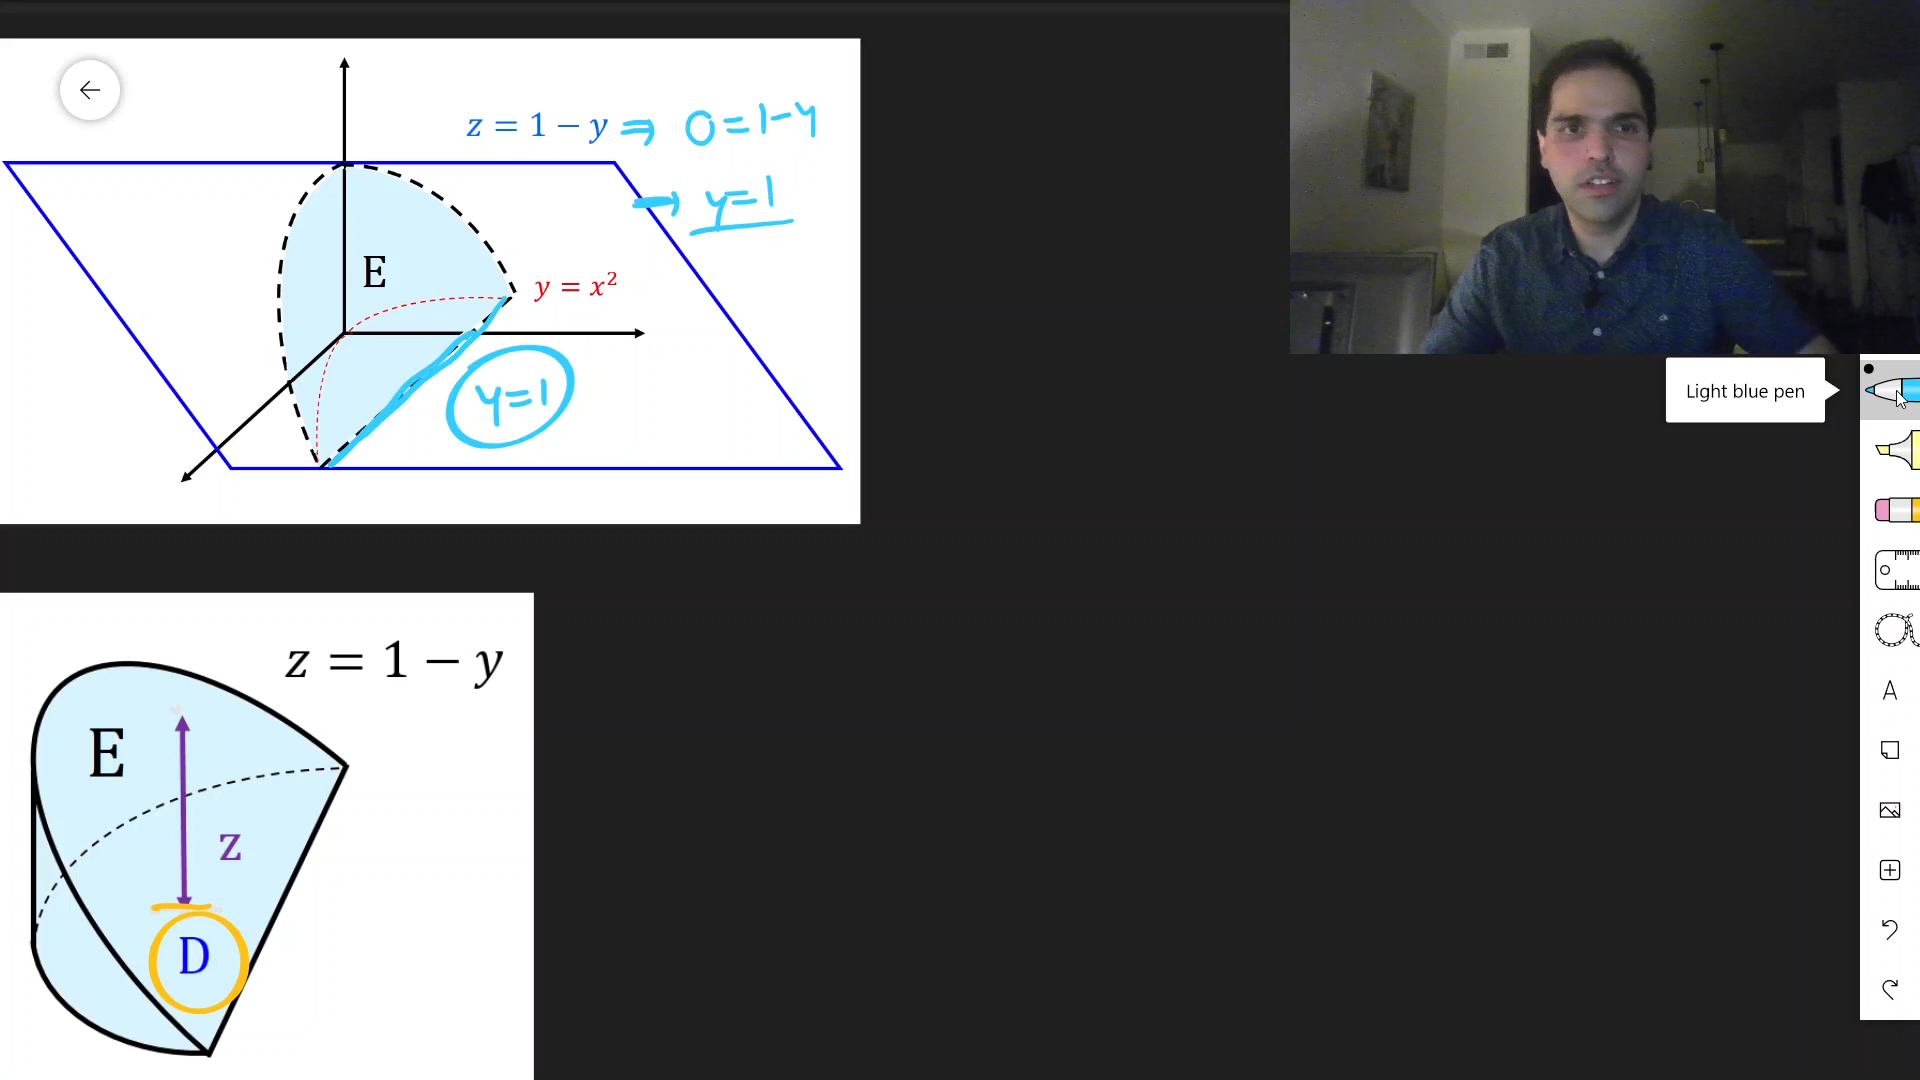 z = 1 − y ⇒ 0 = 1 - y
→ y = 1
E
y = x²
y = 1
Light blue pen
A
z = 1 − y
E
z
D